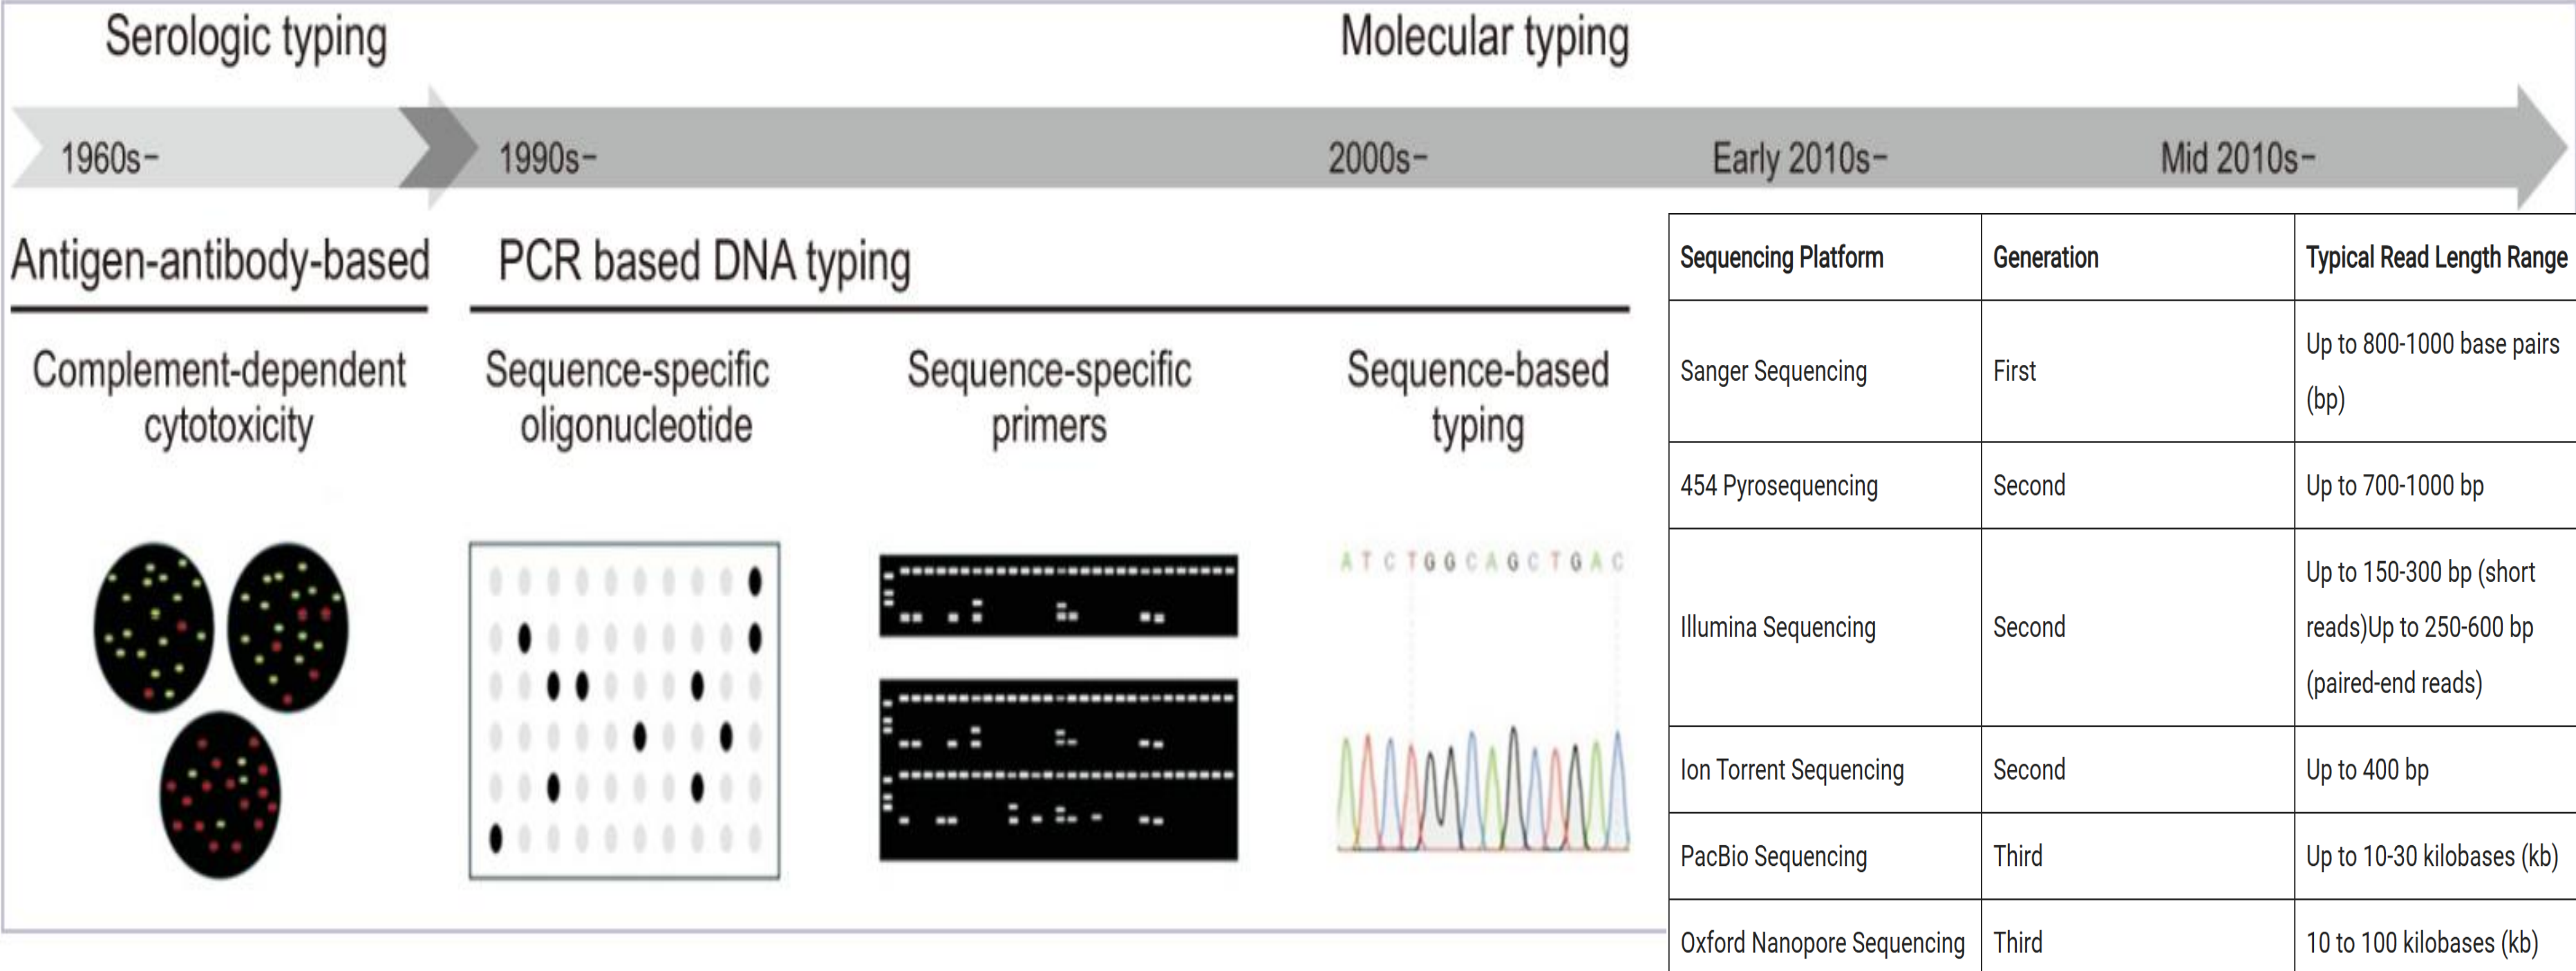 Serologic typing
Molecular typing
1960s–
1990s–
2000s–
Early 2010s–
Mid 2010s–
Antigen-antibody-based
PCR based DNA typing
Complement-dependent
cytotoxicity
Sequence-specific
oligonucleotide
Sequence-specific
primers
Sequence-based
typing
A T C T G G C A G C T G A C
Sequencing Platform
Generation
Typical Read Length Range
Sanger Sequencing
First
Up to 800-1000 base pairs
(bp)
454 Pyrosequencing
Second
Up to 700-1000 bp
Illumina Sequencing
Second
Up to 150-300 bp (short
reads)Up to 250-600 bp
(paired-end reads)
Ion Torrent Sequencing
Second
Up to 400 bp
PacBio Sequencing
Third
Up to 10-30 kilobases (kb)
Oxford Nanopore Sequencing
Third
10 to 100 kilobases (kb)